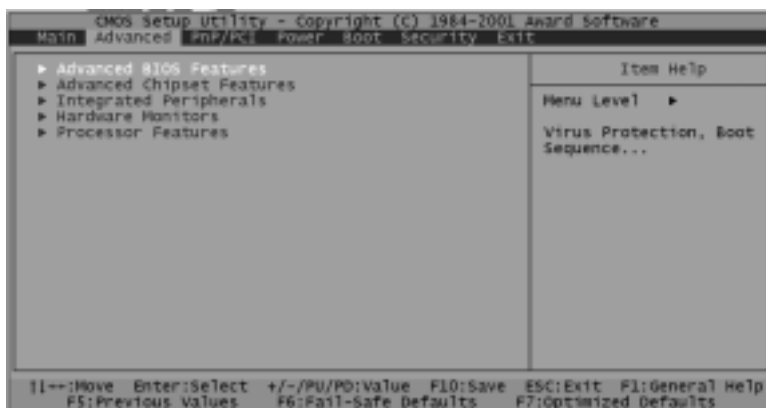 CMOS Setup Utility - Copyright (C) 1984-2001 Award Software
Main Advanced PnP/PCI Power Boot Security Exit
▶ Advanced BIOS Features
▶ Advanced Chipset Features
▶ Integrated Peripherals
▶ Hardware Monitors
▶ Processor Features
Item Help
Menu Level ▶
Virus Protection, Boot
Sequence...
↑↓←→:Move Enter:Select +/-/PU/PD:Value F10:Save ESC:Exit F1:General Help
F5:Previous Values F6:Fail-Safe Defaults F7:Optimized Defaults